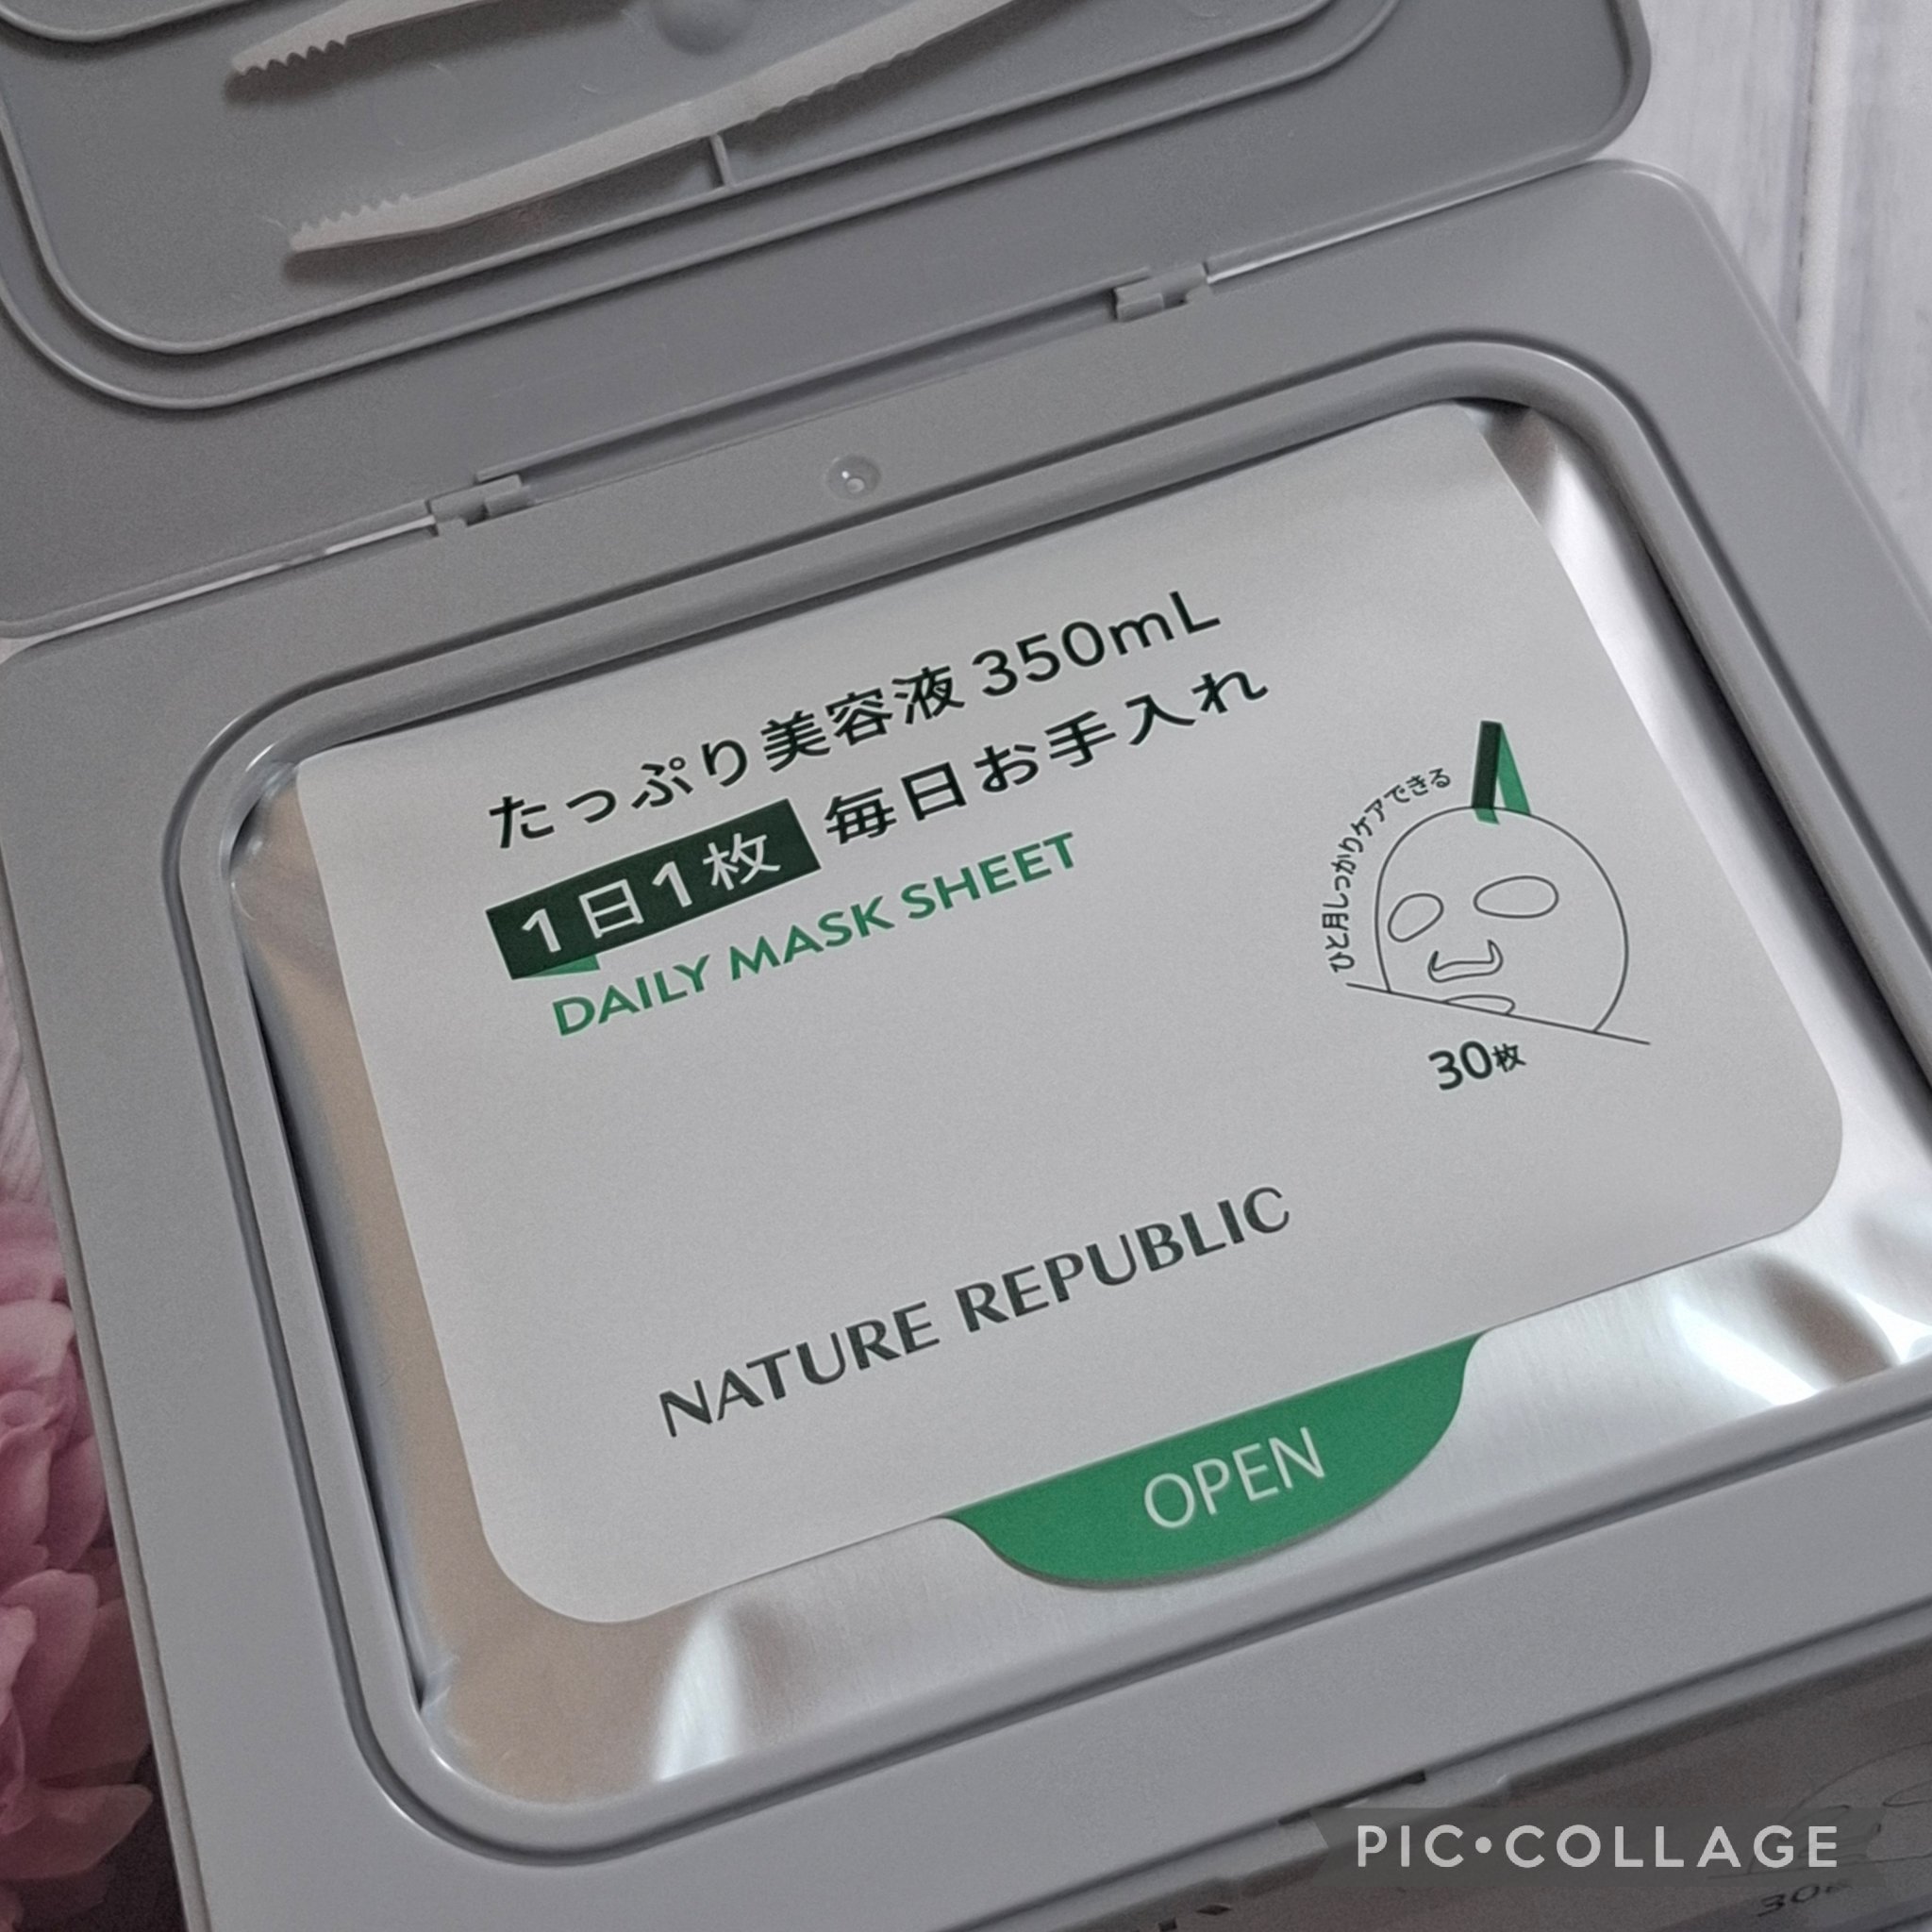 たっぷり美容液 350mL
1日1枚 毎日お手入れ
DAILY MASK SHEET
ひと月しっかりケアできる
30枚
NATURE REPUBLIC
OPEN
PIC•COLLAGE